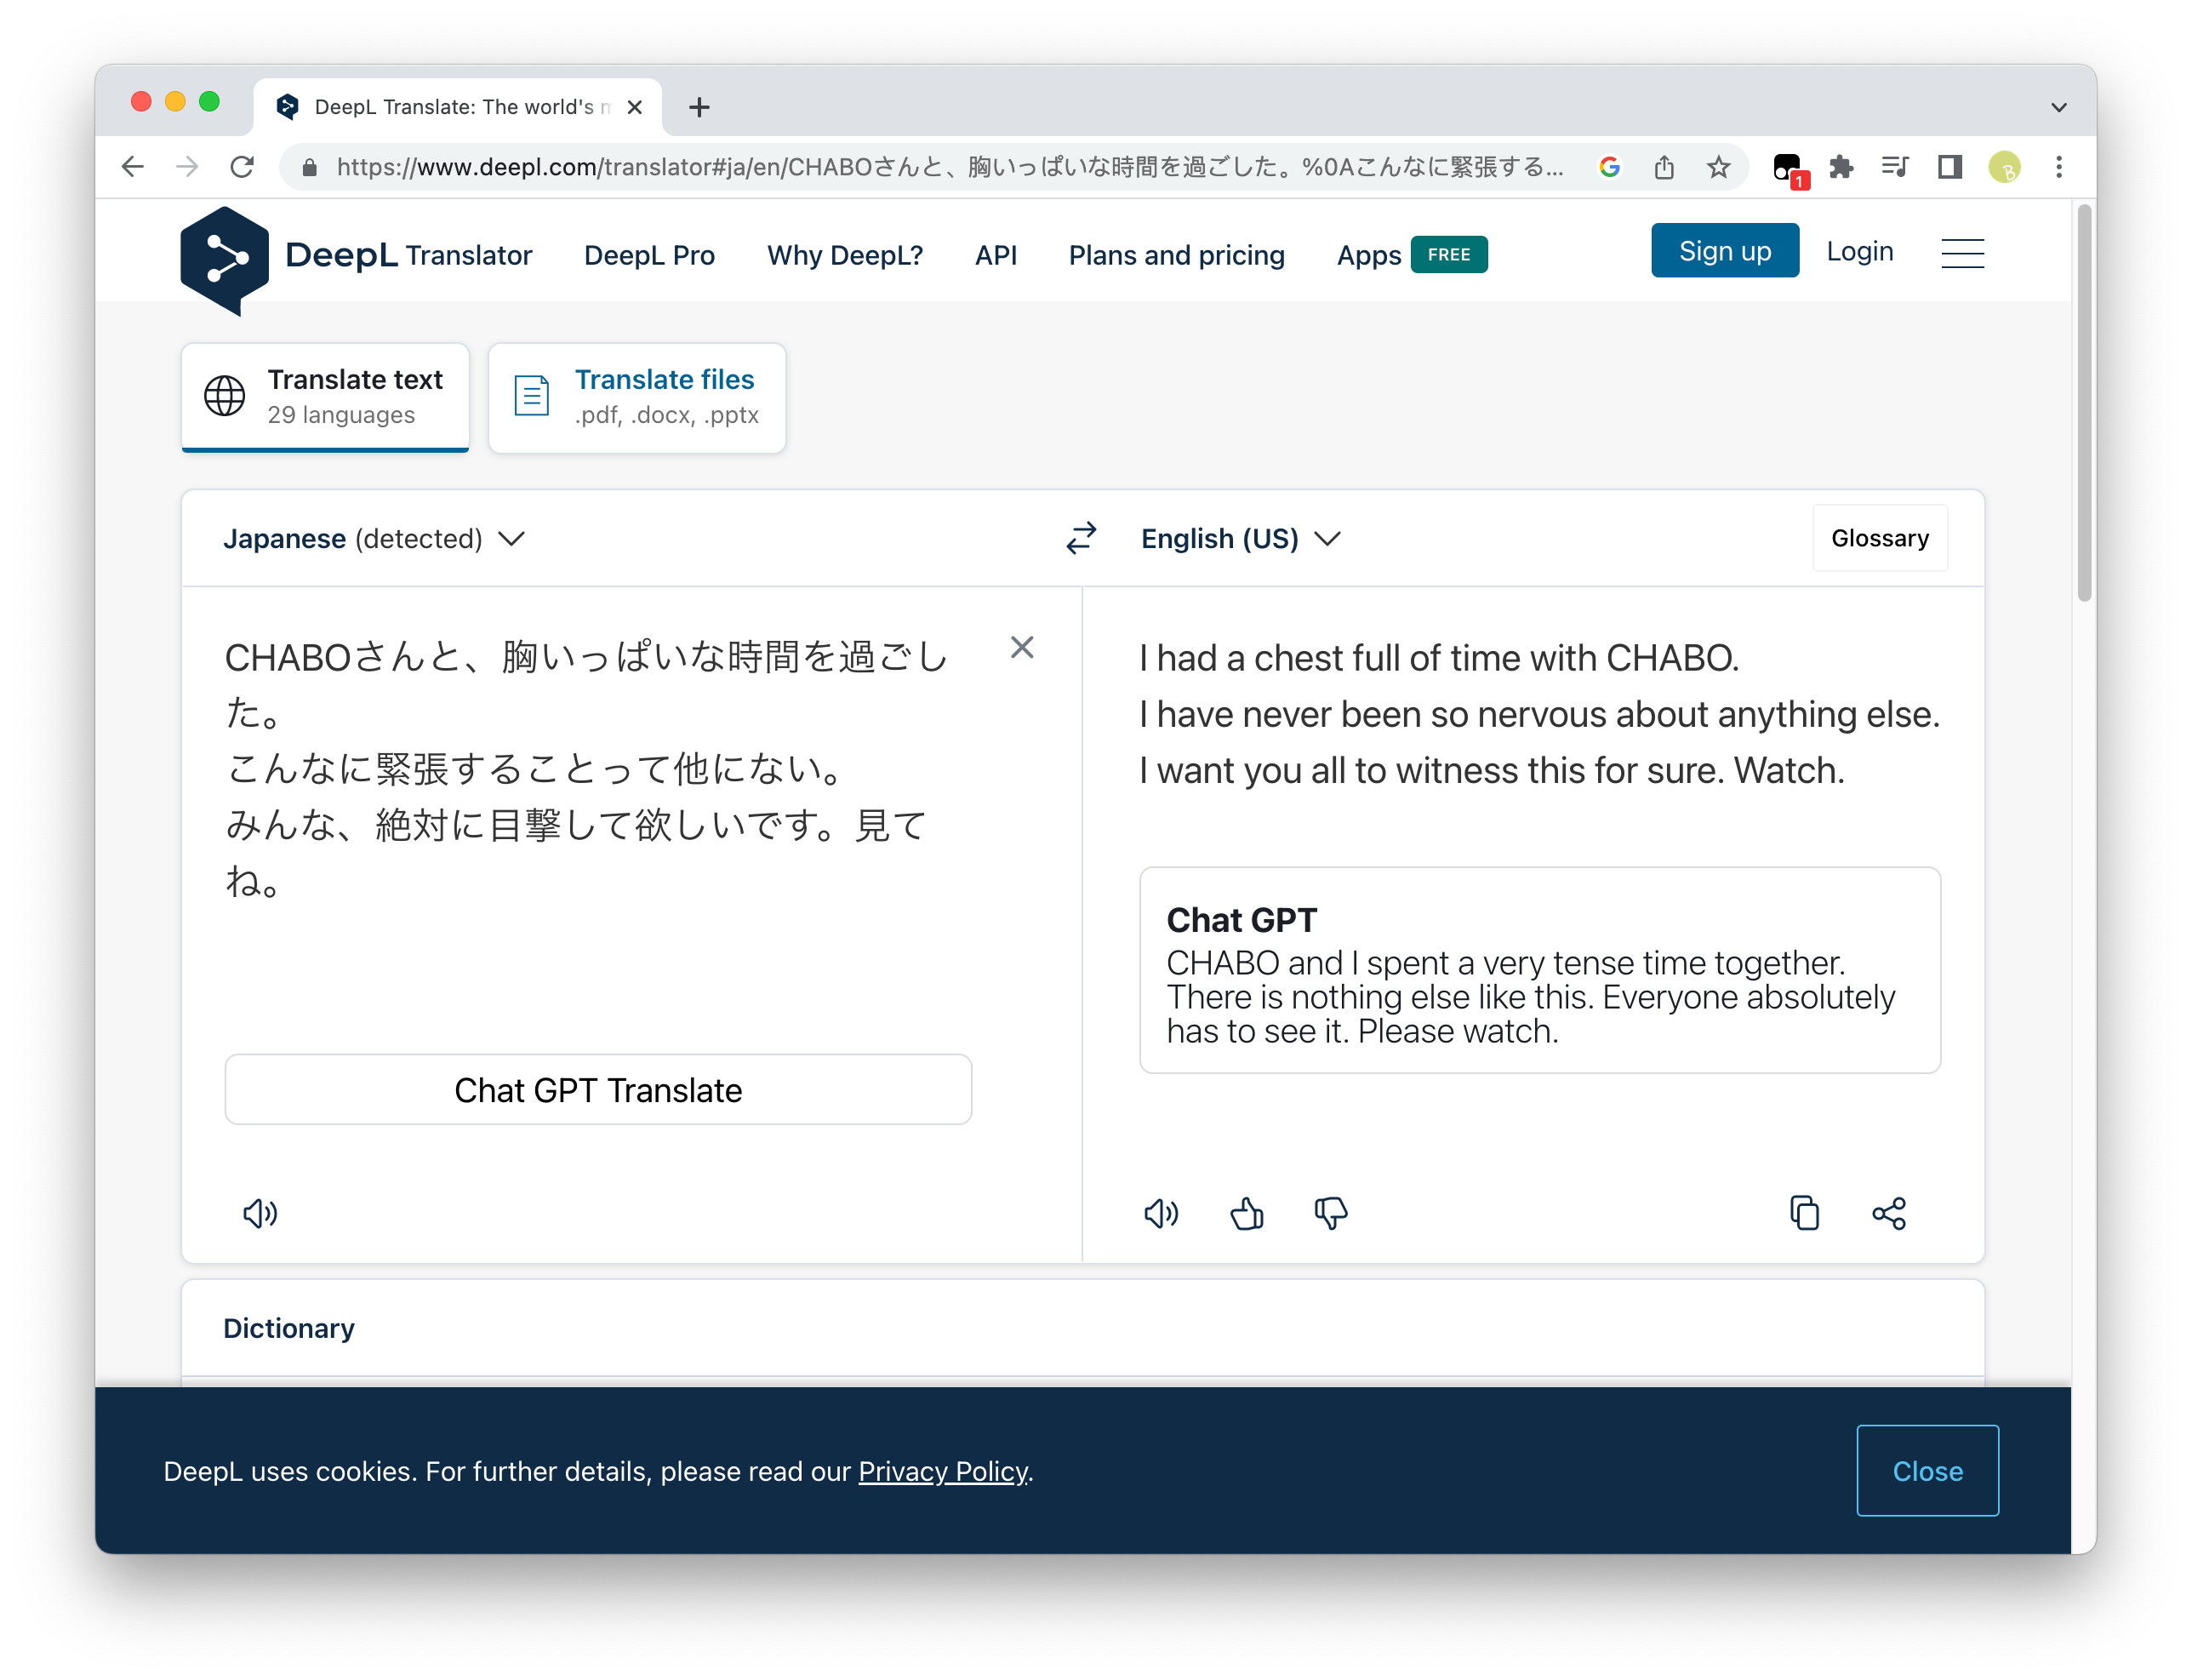 DeepL Translate: The world's m
https://www.deepl.com/translator#ja/en/CHABOさんと、胸いっぱいな時間を過ごした。%0Aこんなに緊張する...
1
B
DeepL Translator
DeepL Pro
Why DeepL?
API
Plans and pricing
Apps
FREE
Sign up
Login
Translate text
29 languages
Translate files
.pdf, .docx, .pptx
Japanese (detected)
English (US)
Glossary
CHABOさんと、胸いっぱいな時間を過ごし
た。
こんなに緊張することって他にない。
みんな、絶対に目撃して欲しいです。見て
ね。
Chat GPT Translate
I had a chest full of time with CHABO.
I have never been so nervous about anything else.
I want you all to witness this for sure. Watch.
Chat GPT
CHABO and I spent a very tense time together.
There is nothing else like this. Everyone absolutely
has to see it. Please watch.
Dictionary
DeepL uses cookies. For further details, please read our Privacy Policy.
Close